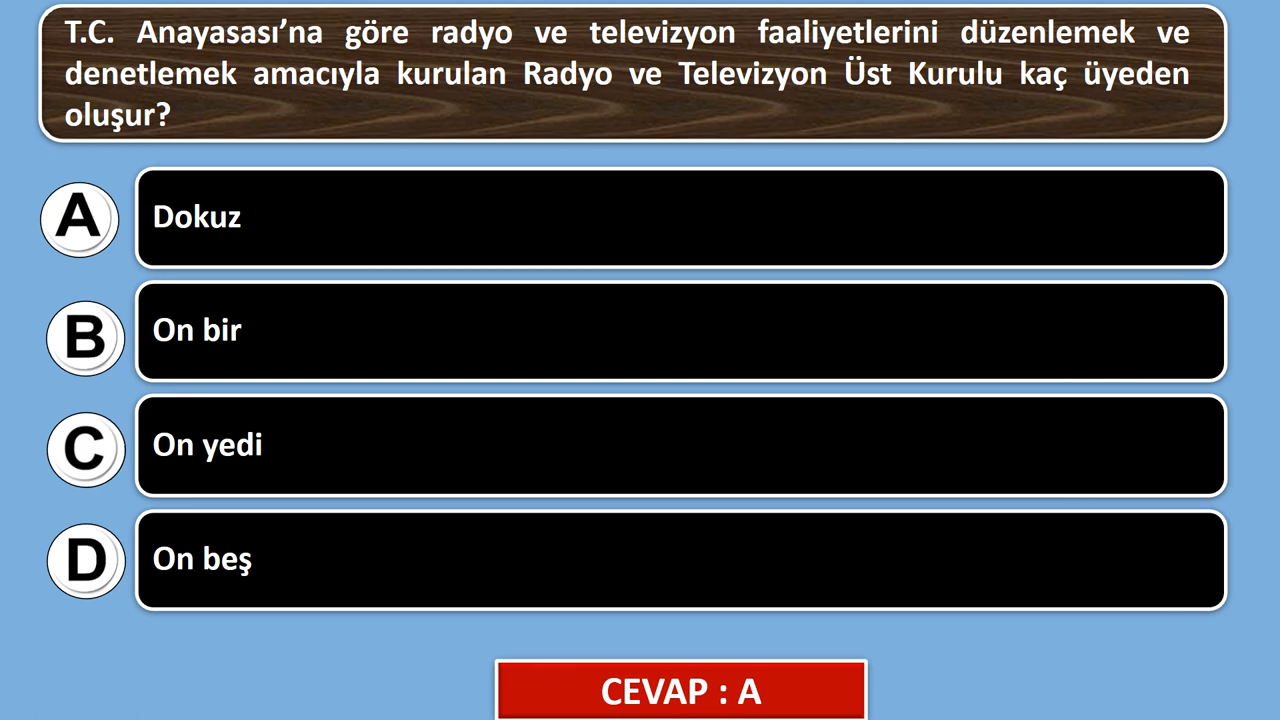 T.C. Anayasası’na göre radyo ve televizyon faaliyetlerini düzenlemek ve
denetlemek amacıyla kurulan Radyo ve Televizyon Üst Kurulu kaç üyeden
oluşur?
A
Dokuz
B
On bir
C
On yedi
D
On beş
CEVAP : A